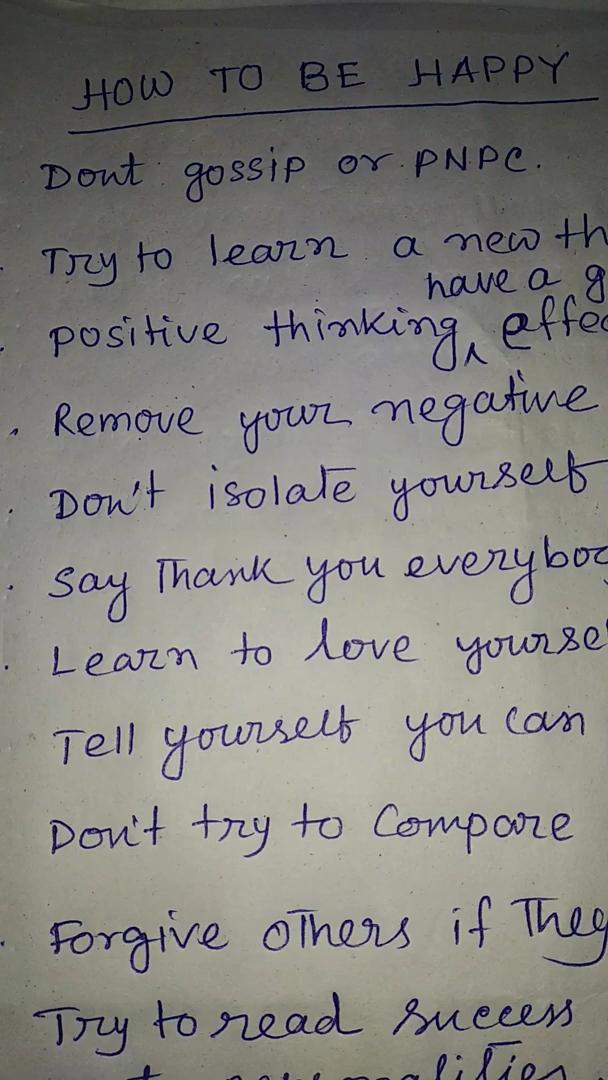 HOW TO BE HAPPY
Dont gossip or PNPC.
Try to learn a new th
have a g
positive thinking ^ effec
Remove your negative
Don't isolate yourself
Say Thank you everyboc
Learn to love yourse
Tell yourself you can
Don't try to compare
Forgive others if They
Try to read success